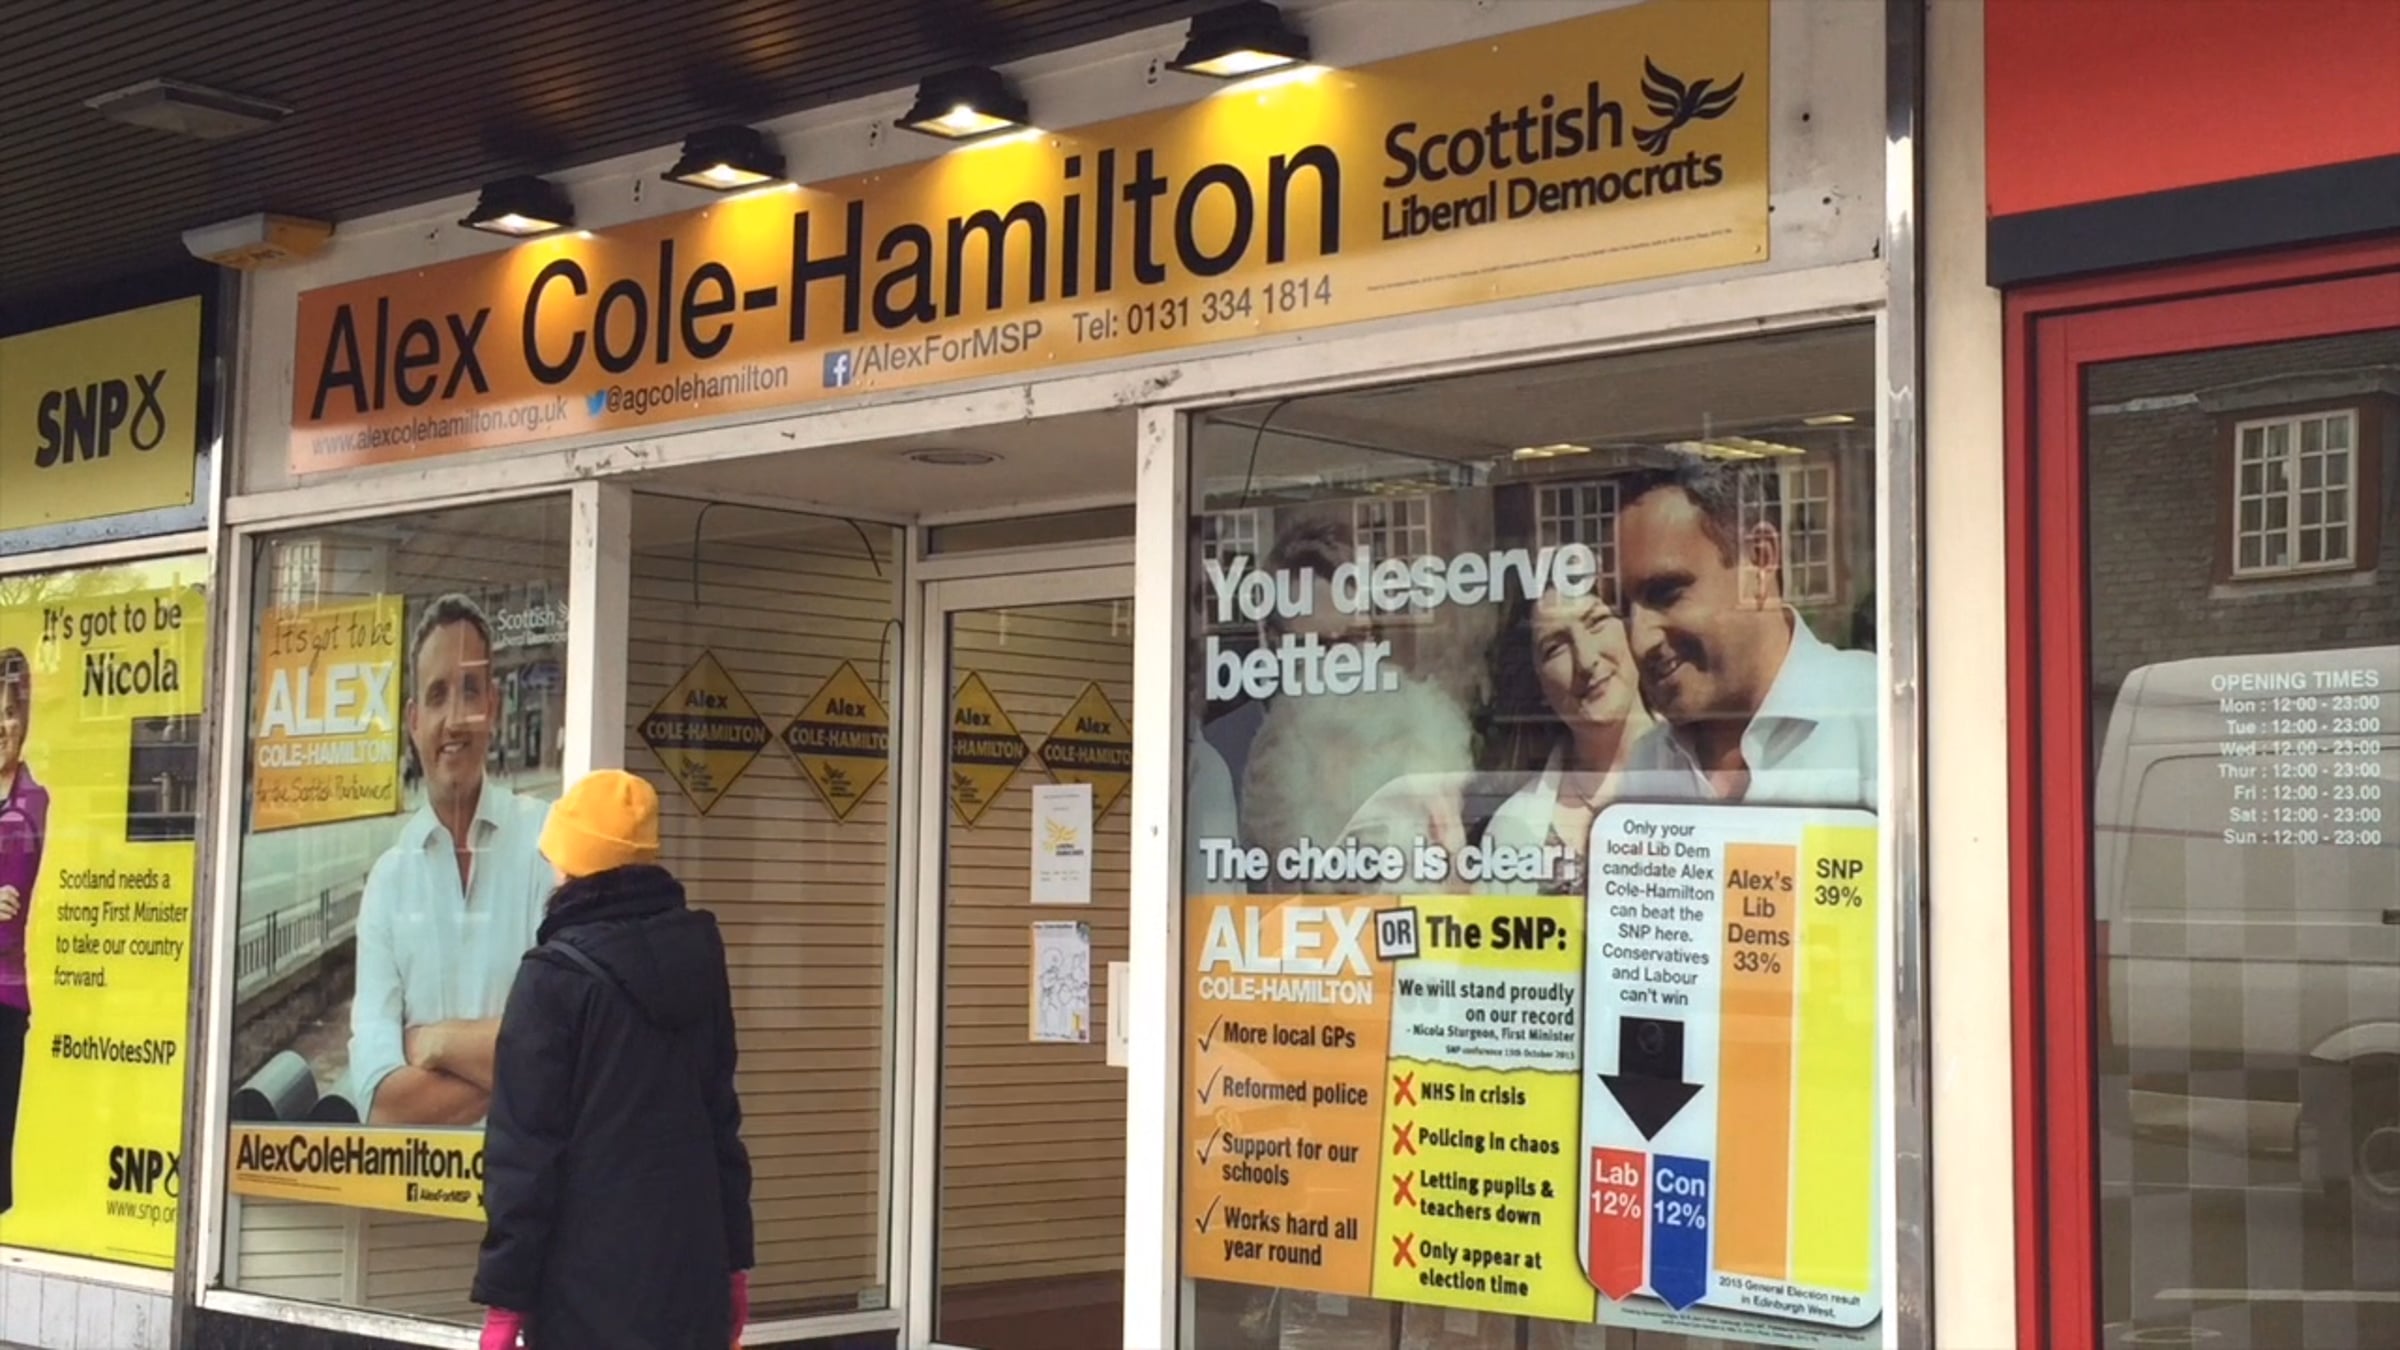 SNP
It's got to be
Nicola
Scotland needs a
strong First Minister
to take our country
forward.
#BothVotesSNP
SNP
www.snp.or
Alex Cole-Hamilton
Scottish
Liberal Democrats
www.alexcolehamilton.org.uk
@agcolehamilton
/AlexForMSP
Tel: 0131 334 1814
It's got to be
ALEX
COLE-HAMILTON
for the Scottish Parliament
Scottish
AlexColeHamilton.
AlexForMSP
Alex
COLE-HAMILTON
Alex
COLE-HAMILTO
Alex
-HAMILTON
Alex
COLE-HAMILTO
You deserve
better.
The choice is clear:
ALEX
COLE-HAMILTON
OR
The SNP:
More local GPs
Reformed police
Support for our
schools
Works hard all
year round
We will stand proudly
on our record
- Nicola Sturgeon, First Minister
NHS in crisis
Policing in chaos
Letting pupils &
teachers down
Only appear at
election time
Only your
local Lib Dem
candidate Alex
Cole-Hamilton
can beat the
SNP here.
Conservatives
and Labour
can't win
Lab
12%
Con
12%
Alex's
Lib
Dems
33%
SNP
39%
2015 General Election result
in Edinburgh West.
OPENING TIMES
Mon : 12:00 - 23:00
Tue : 12:00 - 23:00
Wed : 12.00 - 23:00
Thur : 12:00 - 23:00
Fri : 12:00 - 23.00
Sat : 12:00 - 23:00
Sun : 12:00 - 23:00